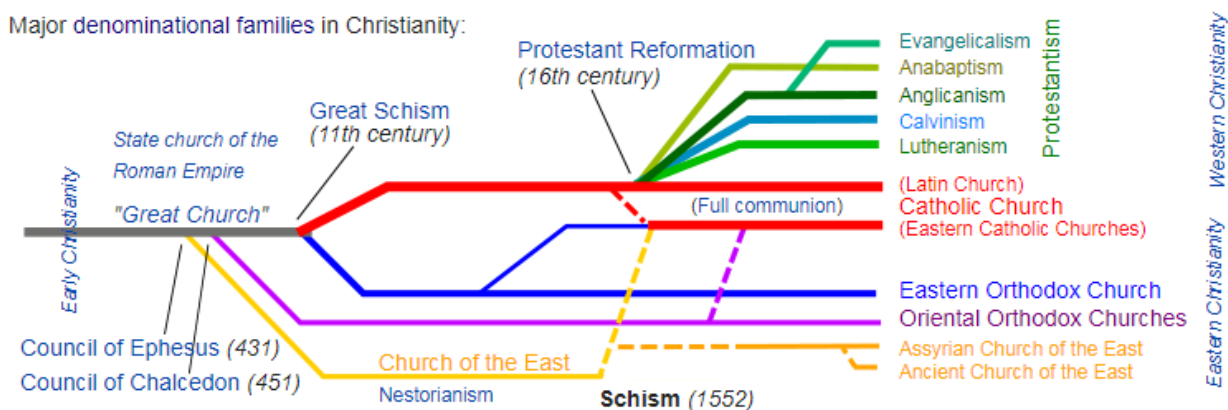 Major denominational families in Christianity:
Protestant Reformation
(16th century)
Great Schism
(11th century)
State church of the
Roman Empire
"Great Church"
Early Christianity
Evangelicalism
Anabaptism
Anglicanism
Calvinism
Lutheranism
Protestantism
Western Christianity
(Latin Church)
Catholic Church
(Eastern Catholic Churches)
(Full communion)
Eastern Orthodox Church
Oriental Orthodox Churches
Assyrian Church of the East
Ancient Church of the East
Eastern Christianity
Council of Ephesus (431)
Council of Chalcedon (451)
Church of the East
Nestorianism
Schism (1552)